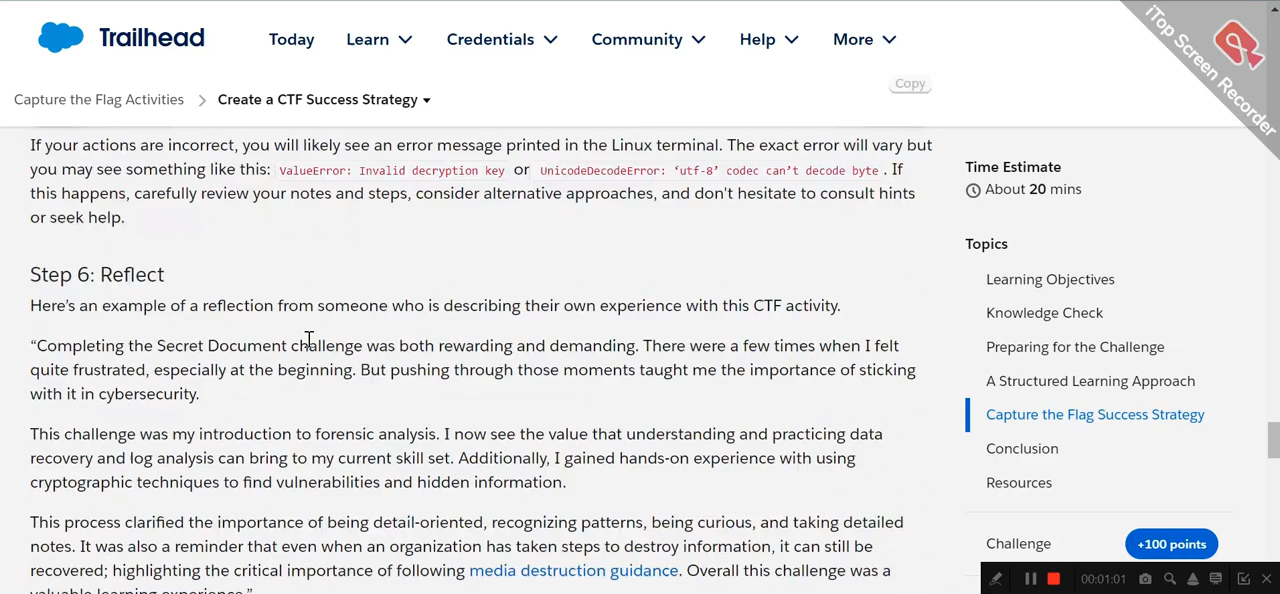 iTop Screen Recorder
Trailhead
Today Learn Credentials Community Help More
Copy
Capture the Flag Activities > Create a CTF Success Strategy
If your actions are incorrect, you will likely see an error message printed in the Linux terminal. The exact error will vary but
you may see something like this: ValueError: Invalid decryption key or UnicodeDecodeError: ‘utf-8’ codec can’t decode byte . If
this happens, carefully review your notes and steps, consider alternative approaches, and don't hesitate to consult hints
or seek help.
Step 6: Reflect
Here’s an example of a reflection from someone who is describing their own experience with this CTF activity.
“Completing the Secret Document challenge was both rewarding and demanding. There were a few times when I felt
quite frustrated, especially at the beginning. But pushing through those moments taught me the importance of sticking
with it in cybersecurity.
This challenge was my introduction to forensic analysis. I now see the value that understanding and practicing data
recovery and log analysis can bring to my current skill set. Additionally, I gained hands-on experience with using
cryptographic techniques to find vulnerabilities and hidden information.
This process clarified the importance of being detail-oriented, recognizing patterns, being curious, and taking detailed
notes. It was also a reminder that even when an organization has taken steps to destroy information, it can still be
recovered; highlighting the critical importance of following media destruction guidance. Overall this challenge was a
valuable learning experience.”
Time Estimate
About 20 mins
Topics
Learning Objectives
Knowledge Check
Preparing for the Challenge
A Structured Learning Approach
Capture the Flag Success Strategy
Conclusion
Resources
Challenge +100 points
00:01:01